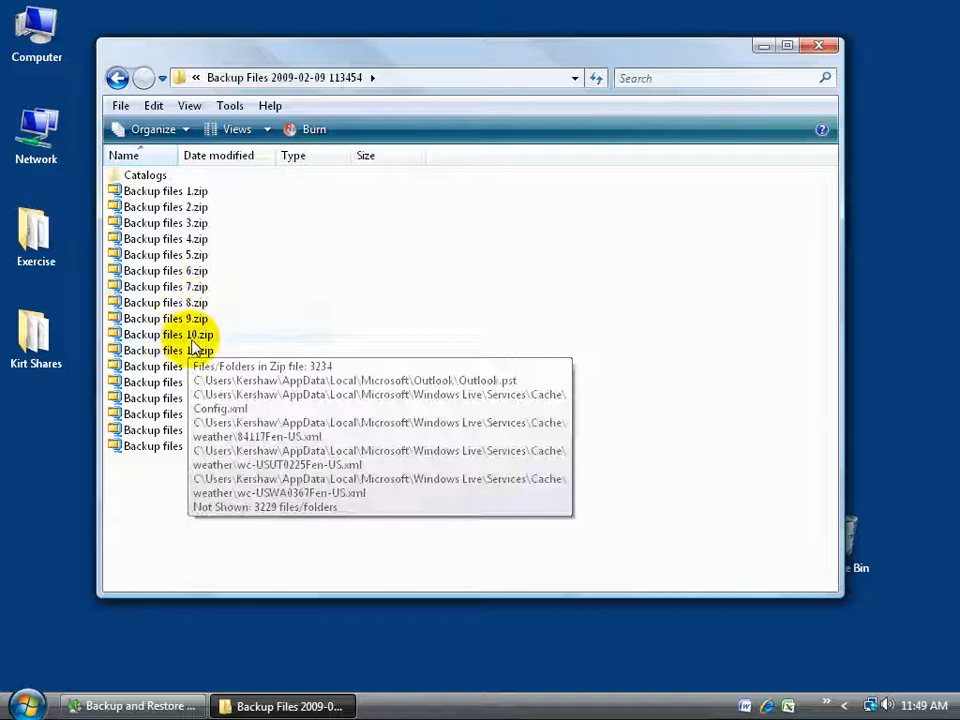 Computer
Network
Exercise
Kirt Shares
« Backup Files 2009-02-09 113454
Search
File Edit View Tools Help
Organize Views Burn
Name Date modified Type Size
Catalogs
Backup files 1.zip
Backup files 2.zip
Backup files 3.zip
Backup files 4.zip
Backup files 5.zip
Backup files 6.zip
Backup files 7.zip
Backup files 8.zip
Backup files 9.zip
Backup files 10.zip
Backup files
Backup files
Backup files
Backup files
Backup files
Backup files
Backup files
Files/Folders in Zip file: 3234
C:\Users\Kershaw\AppData\Local\Microsoft\Outlook\Outlook.pst
C:\Users\Kershaw\AppData\Local\Microsoft\Windows Live\Services\Cache\
Config.xml
C:\Users\Kershaw\AppData\Local\Microsoft\Windows Live\Services\Cache\
weather\84117Fen-US.xml
C:\Users\Kershaw\AppData\Local\Microsoft\Windows Live\Services\Cache\
weather\wc-USUT0225Fen-US.xml
C:\Users\Kershaw\AppData\Local\Microsoft\Windows Live\Services\Cache\
weather\wc-USWA0367Fen-US.xml
Not Shown: 3229 files/folders
Bin
Backup and Restore ...
Backup Files 2009-0...
11:49 AM